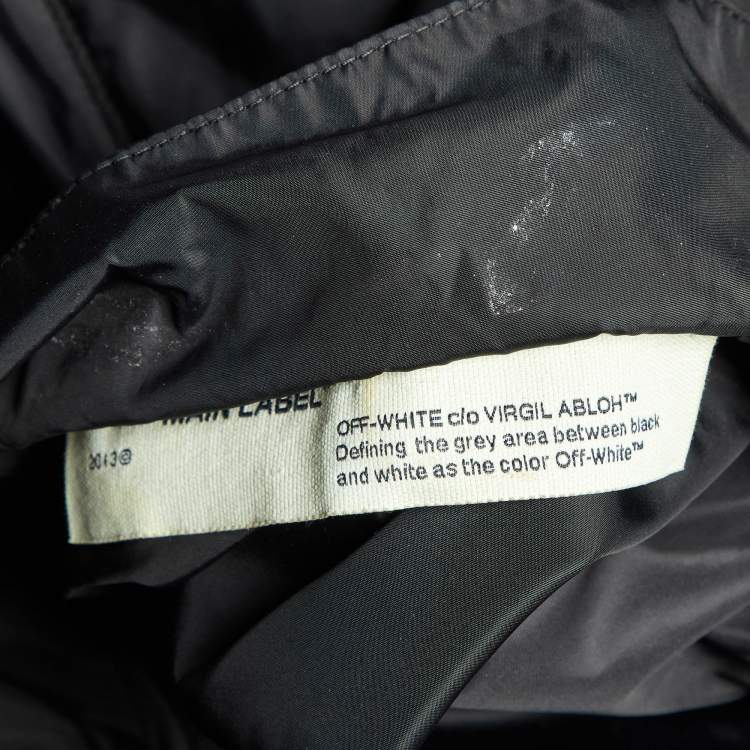 MAIN LABEL
2013@
OFF-WHITE c/o VIRGIL ABLOH™
Defining the grey area between black
and white as the color Off-White™